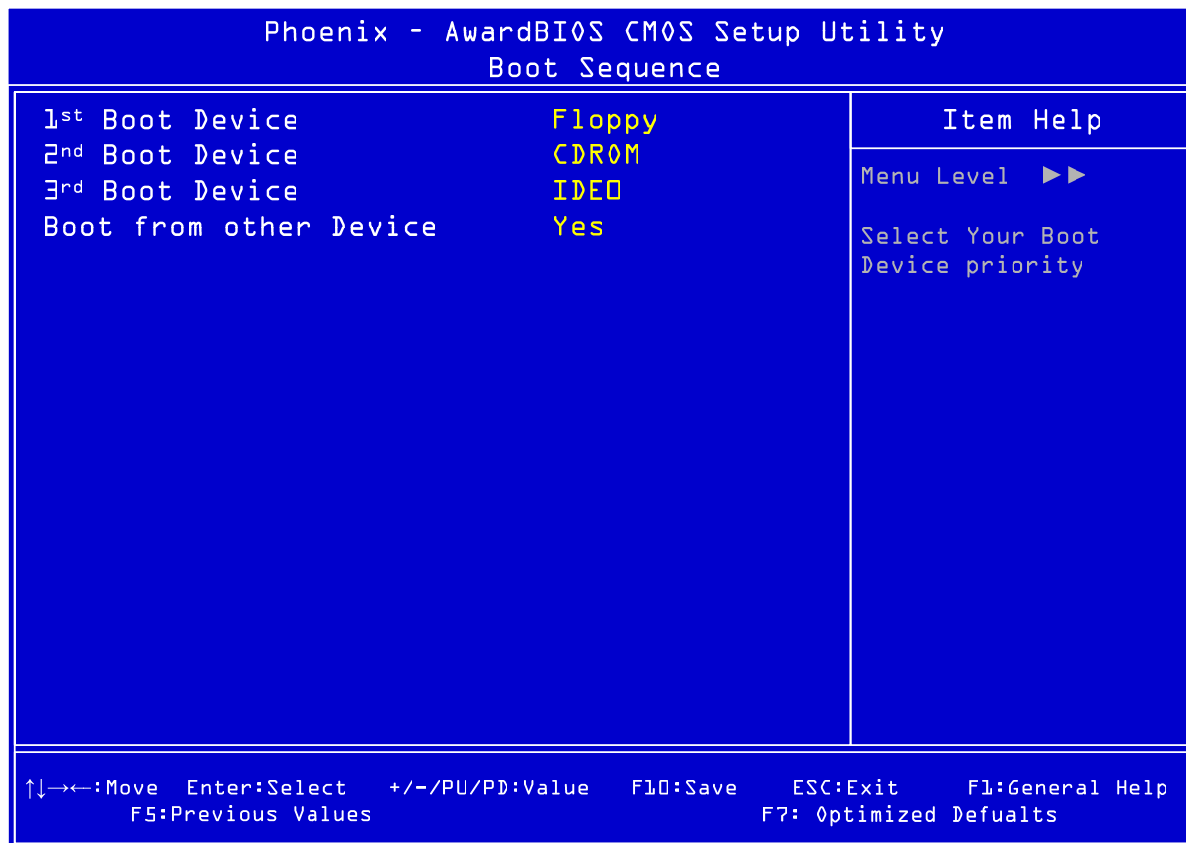 Phoenix - AwardBIOS CMOS Setup Utility
Boot Sequence
1st Boot Device Floppy
2nd Boot Device CDROM
3rd Boot Device IDE0
Boot from other Device Yes
Item Help
Menu Level ►►
Select Your Boot
Device priority
↑↓→←:Move Enter:Select +/-/PU/PD:Value F10:Save ESC:Exit F1:General Help
F5:Previous Values F7: Optimized Defualts